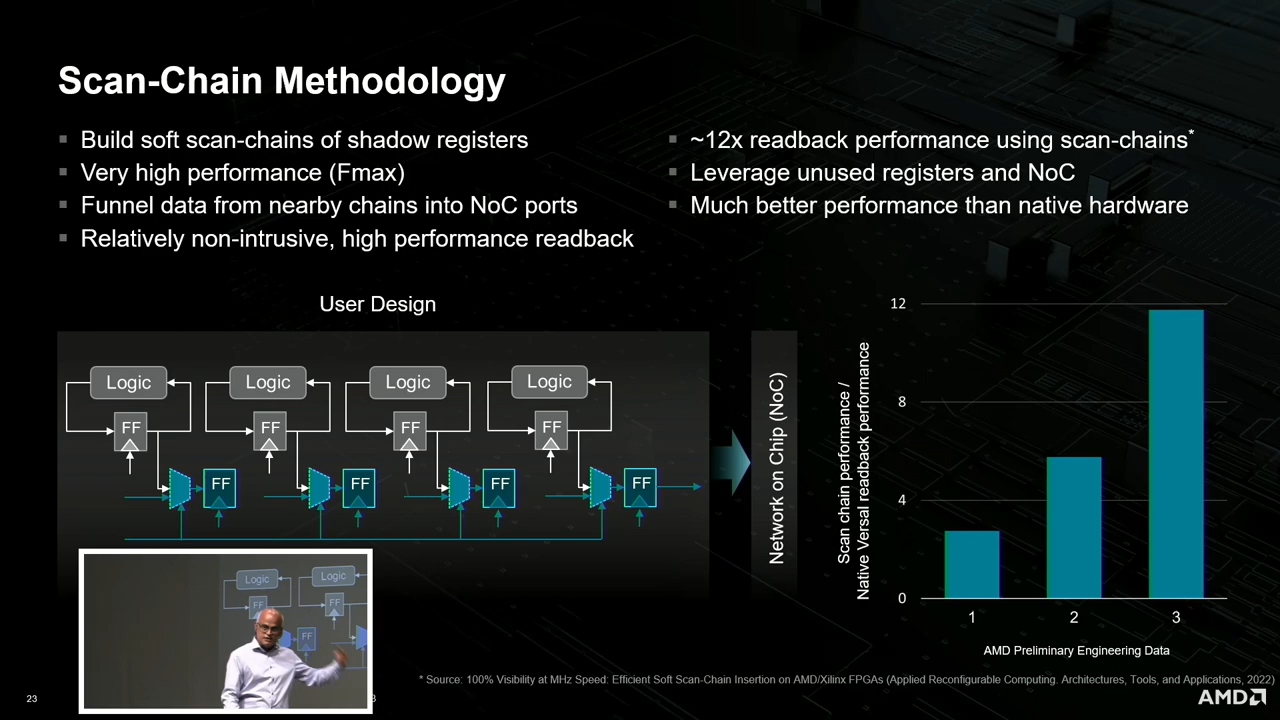 Scan-Chain Methodology
Build soft scan-chains of shadow registers
Very high performance (Fmax)
Funnel data from nearby chains into NoC ports
Relatively non-intrusive, high performance readback
~12x readback performance using scan-chains*
Leverage unused registers and NoC
Much better performance than native hardware
User Design
Logic Logic Logic Logic
FF FF FF FF
FF FF FF FF
Network on Chip (NoC)
Scan chain performance /
Native Versal readback performance
12
8
4
0
1 2 3
AMD Preliminary Engineering Data
Logic Logic
FF FF
FF
* Source: 100% Visibility at MHz Speed: Efficient Soft Scan-Chain Insertion on AMD/Xilinx FPGAs (Applied Reconfigurable Computing. Architectures, Tools, and Applications, 2022)
23
AMD